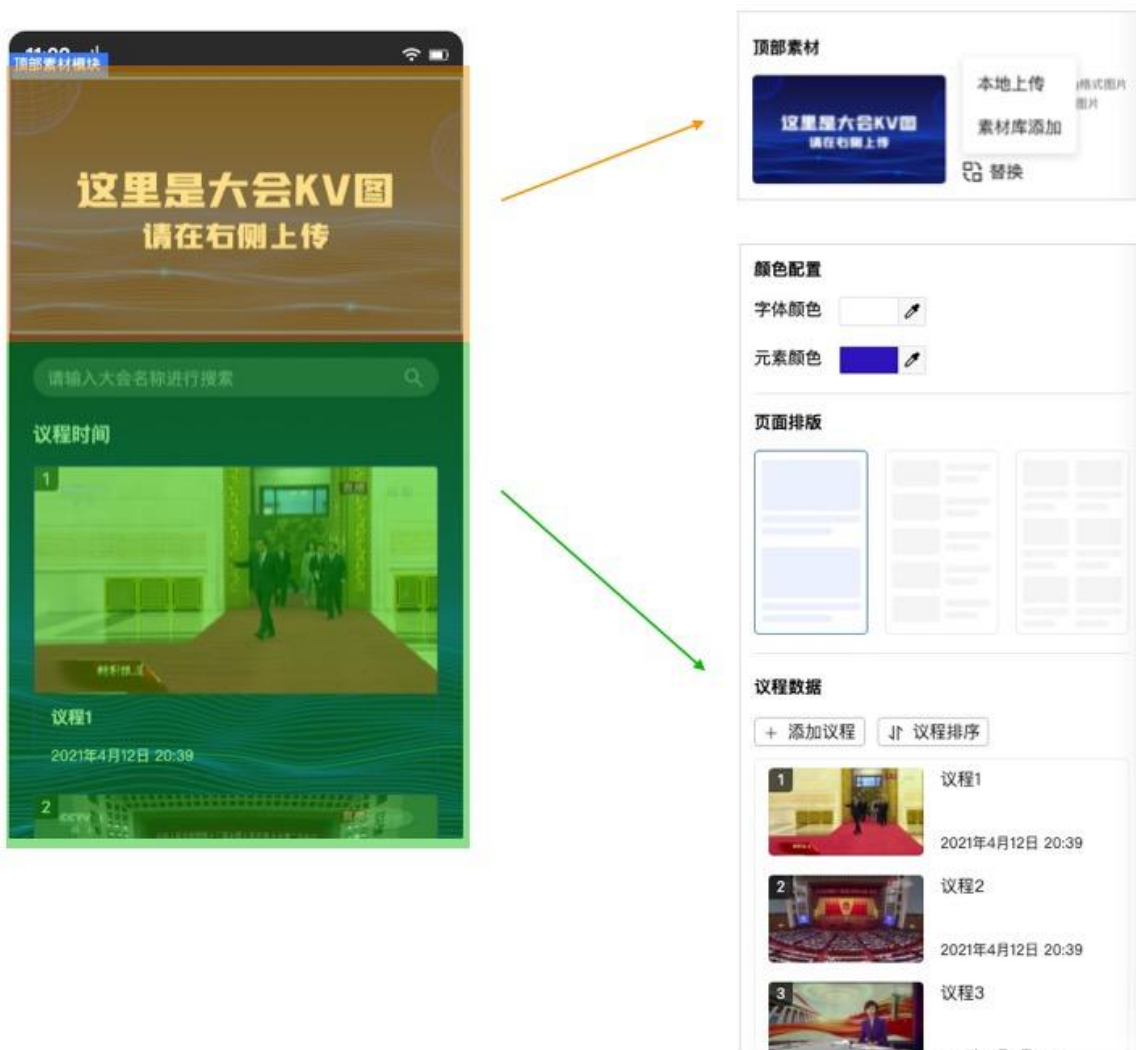 顶部素材模块
这里是大会KV图
请在右侧上传
请输入大会名称进行搜索
议程时间
1
议程1
2021年4月12日 20:39
2
CCTV
顶部素材
这里是大会KV图
请在右侧上传
本地上传
格式图片
图片
素材库添加
替换
颜色配置
字体颜色
元素颜色
页面排版
议程数据
+ 添加议程
议程排序
1
议程1
2021年4月12日 20:39
2
议程2
2021年4月12日 20:39
3
议程3